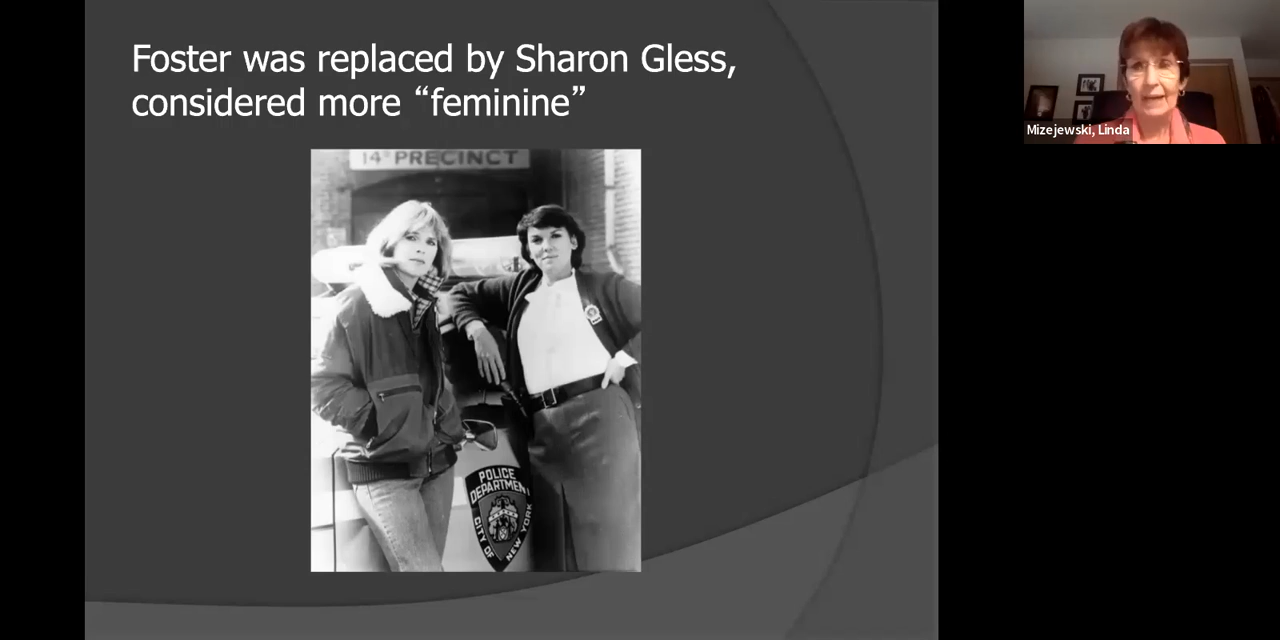 Foster was replaced by Sharon Gless,
considered more “feminine”
14th PRECINCT
POLICE
DEPARTMENT
CITY OF
NEW YORK
Mizejewski, Linda